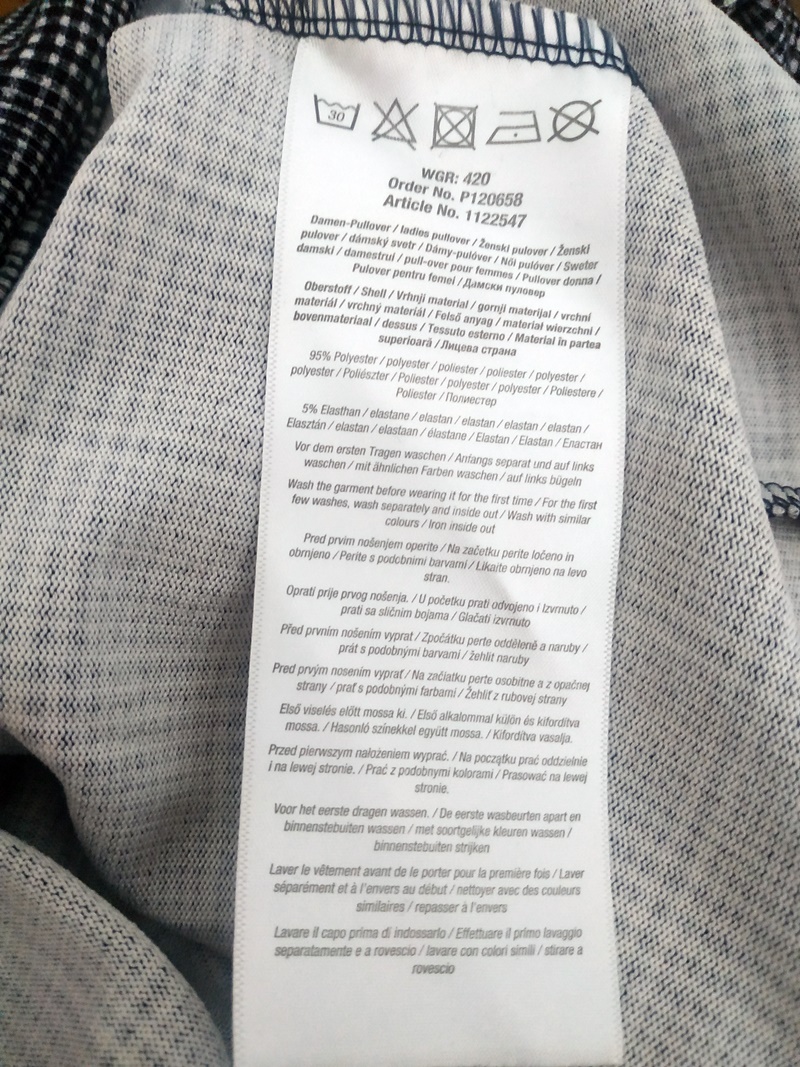 30
WGR: 420
Order No. P120658
Article No. 1122547
Damen-Pullover / ladies pullover / Ženski pulover / Ženski
pulover / dámský svetr / Dámy-pulóver / Női pulóver / Sweter
damski / damestrui / pull-over pour femmes / Pullover donna /
Pulover pentru femei / Дамски пуловер
Oberstoff / Shell / Vrhnji material / gornji materijal / vrchní
materiál / vrchný materiál / Felső anyag / materiał wierzchni /
bovenmateriaal / dessus / Tessuto esterno / Material în partea
superioară / Лицева страна
95% Polyester / polyester / poliester / poliester / polyester /
polyester / Poliészter / Poliester / polyester / polyester / Poliestere /
Poliester / Полиестер
5% Elasthan / elastane / elastan / elastan / elastan / elastan /
Elasztán / elastan / elastaan / élastane / Elastan / Elastan / Еластан
Vor dem ersten Tragen waschen / Anfangs separat und auf links
waschen / mit ähnlichen Farben waschen / auf links bügeln
Wash the garment before wearing it for the first time / For the first
few washes, wash separately and inside out / Wash with similar
colours / Iron inside out
Pred prvim nošenjem operite / Na začetku perite ločeno in
obrnjeno / Perite s podobnimi barvami / Likajte obrnjeno na levo
stran.
Oprati prije prvog nošenja. / U početku prati odvojeno i izvrnuto /
prati sa sličnim bojama / Glačati izvrnuto
Před prvním nošením vyprat / Zpočátku perte odděleně a naruby /
prát s podobnými barvami / žehlit naruby
Pred prvým nosením vyprať / Na začiatku perte osobitne a z opačnej
strany / prať s podobnými farbami / Žehliť z rubovej strany
Első viselés előtt mossa ki. / Első alkalommal külön és kifordítva
mossa. / Hasonló színekkel együtt mossa. / Kifordítva vasalja.
Przed pierwszym nałożeniem wyprać. / Na początku prać oddzielnie
i na lewej stronie. / Prać z podobnymi kolorami / Prasować na lewej
stronie.
Voor het eerste dragen wassen. / De eerste wasbeurten apart en
binnenstebuiten wassen / met soortgelijke kleuren wassen /
binnenstebuiten strijken
Laver le vêtement avant de le porter pour la première fois / Laver
séparément et à l'envers au début / nettoyer avec des couleurs
similaires / repasser à l'envers
Lavare il capo prima di indossarlo / Effettuare il primo lavaggio
separatamente e a rovescio / lavare con colori simili / stirare a
rovescio